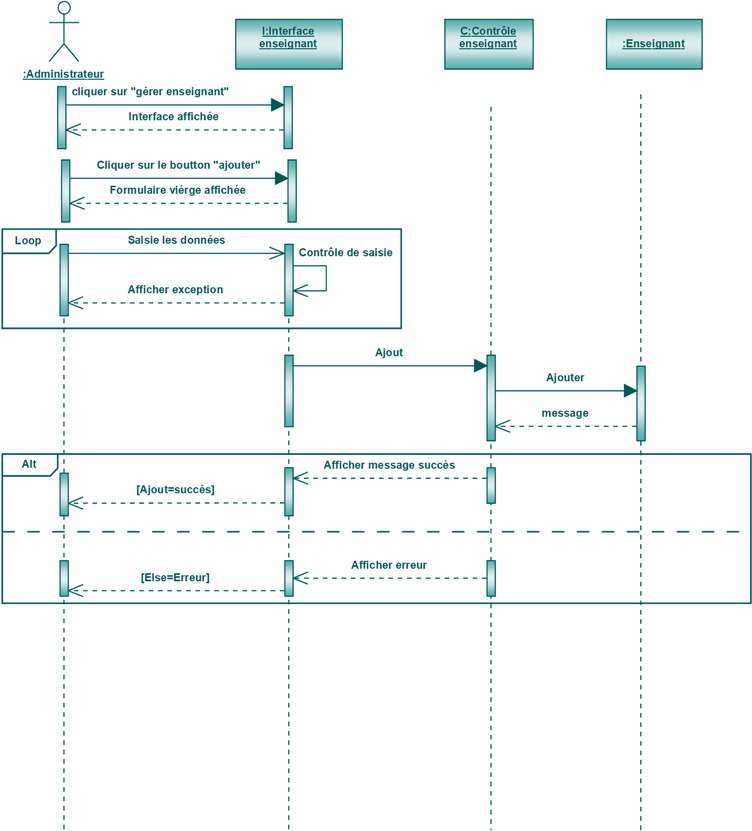 I:Interface
enseignant
C:Contrôle
enseignant
:Enseignant
:Administrateur
cliquer sur "gérer enseignant"
Interface affichée
Cliquer sur le boutton "ajouter"
Formulaire viérge affichée
Loop
Saisie les données
Contrôle de saisie
Afficher exception
Ajout
Ajouter
message
Alt
Afficher message succès
[Ajout=succès]
Afficher erreur
[Else=Erreur]